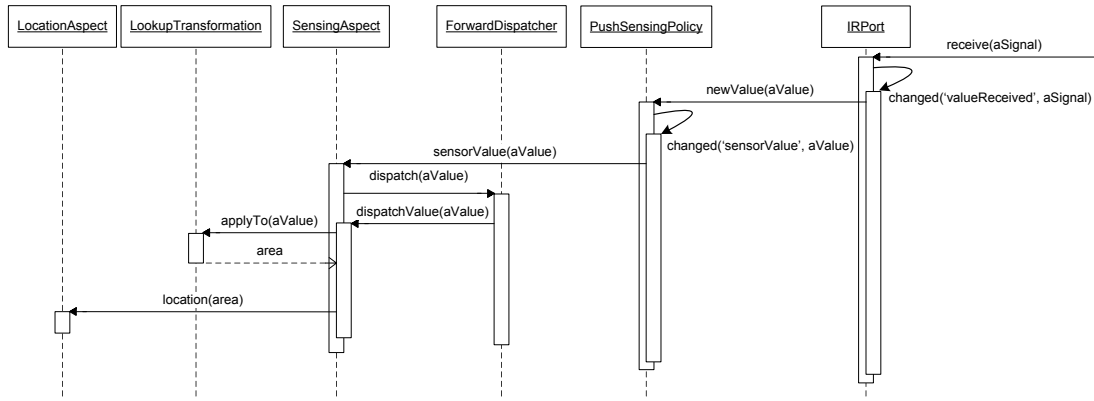 LocationAspect
LookupTransformation
SensingAspect
ForwardDispatcher
PushSensingPolicy
IRPort
receive(aSignal)
changed(‘valueReceived’, aSignal)
newValue(aValue)
changed(‘sensorValue’, aValue)
sensorValue(aValue)
dispatch(aValue)
dispatchValue(aValue)
applyTo(aValue)
area
location(area)